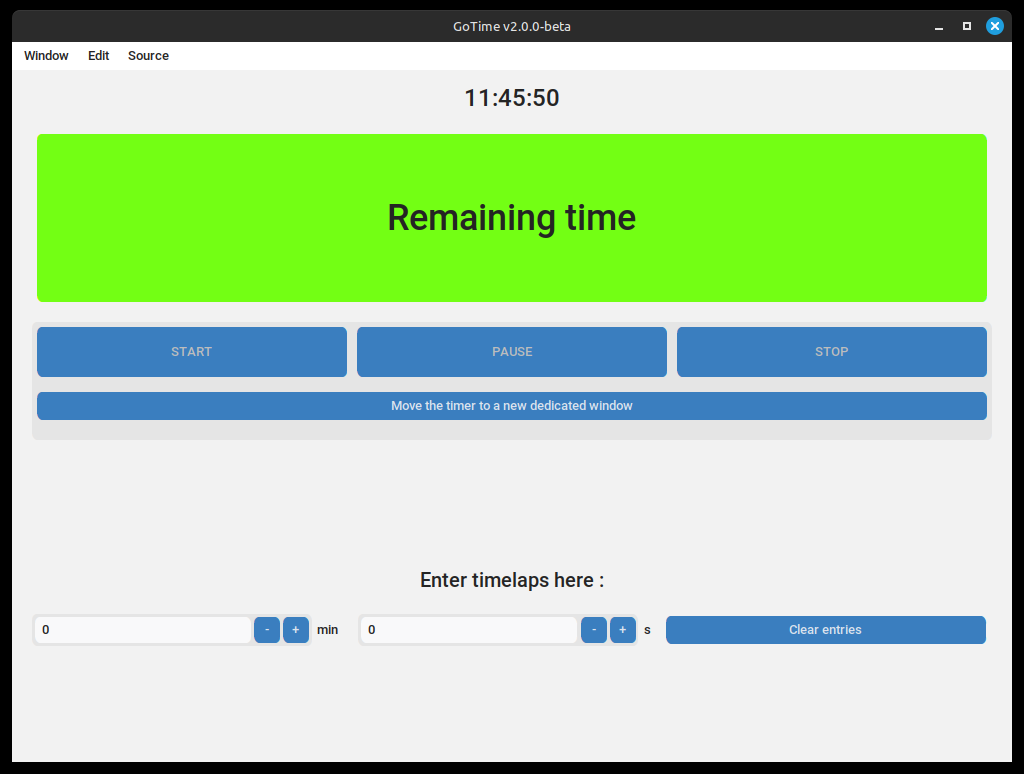 GoTime v2.0.0-beta
Window Edit Source
11:45:50
Remaining time
START PAUSE STOP
Move the timer to a new dedicated window
Enter timelaps here :
0 - + min 0 - + s Clear entries